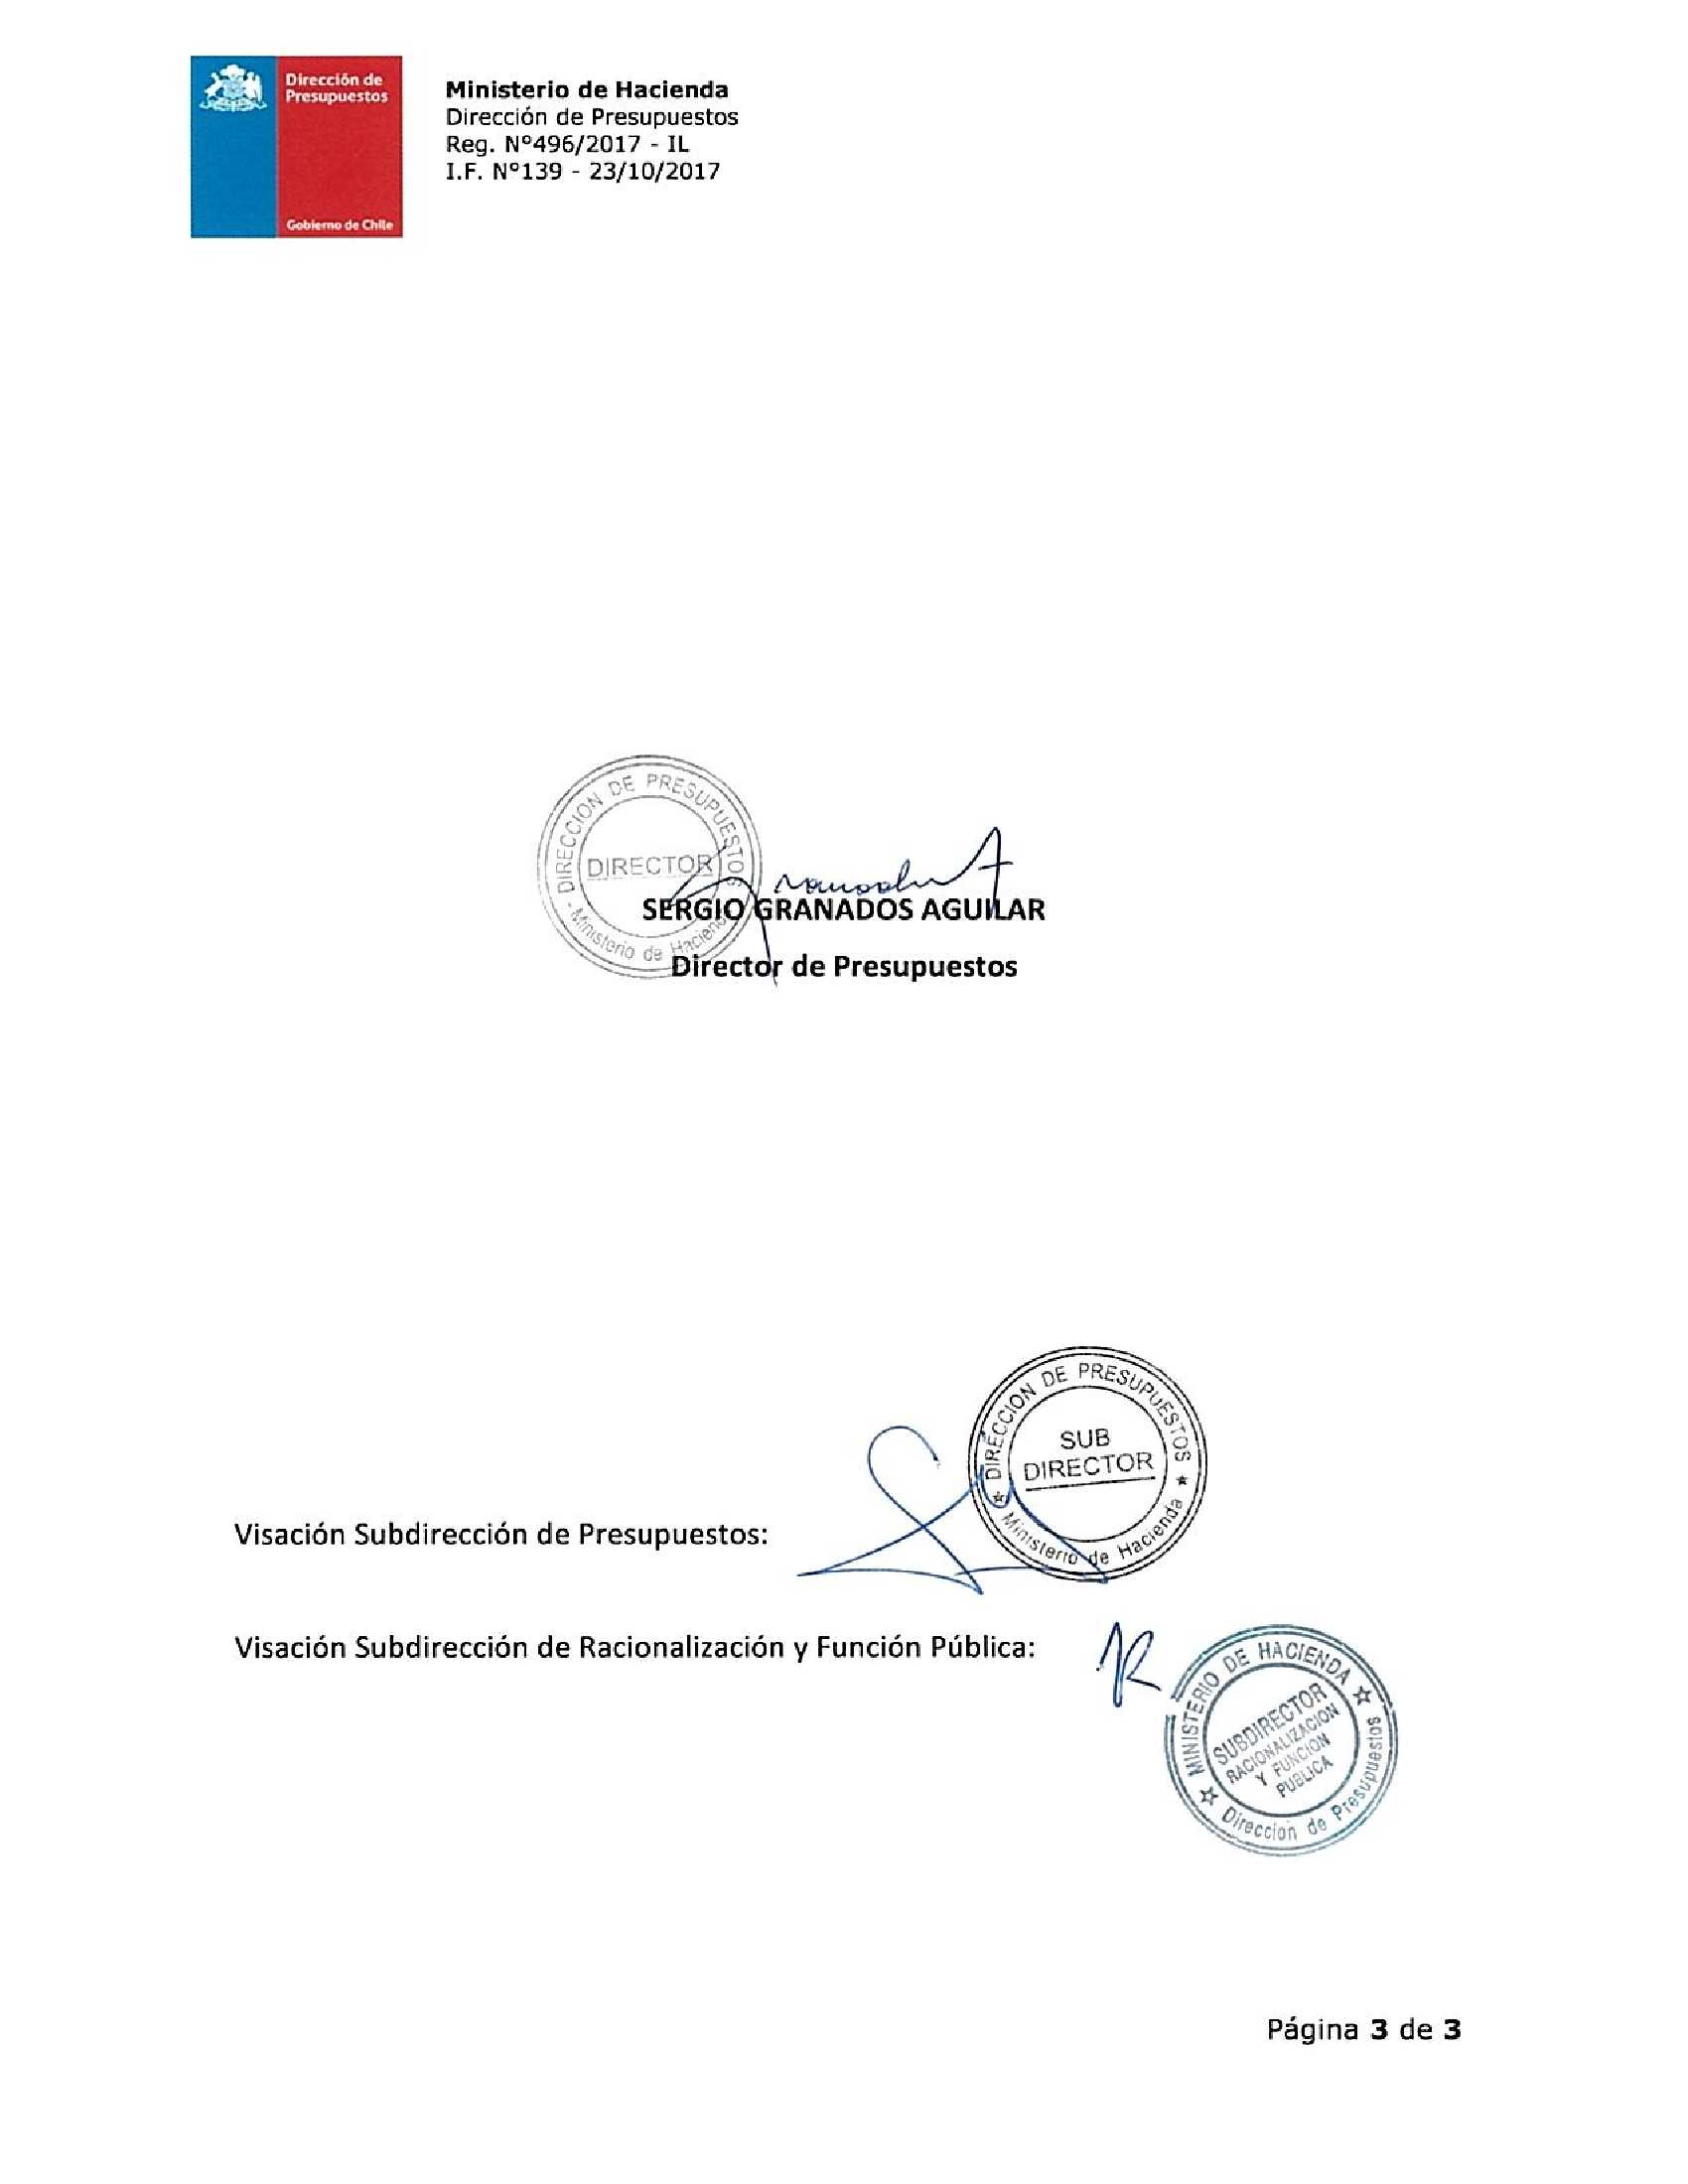 Dirección de
Presupuestos
Gobierno de Chile
Ministerio de Hacienda
Dirección de Presupuestos
Reg. Nº496/2017 - IL
I.F. Nº139 - 23/10/2017
DIRECCION DE PRESUPUESTOS
DIRECTOR
Ministerio de Hacienda
SERGIO GRANADOS AGUILAR
Director de Presupuestos
DIRECCION DE PRESUPUESTOS
SUB
DIRECTOR
Ministerio de Hacienda
Visación Subdirección de Presupuestos:
Visación Subdirección de Racionalización y Función Pública:
MINISTERIO DE HACIENDA
SUBDIRECTOR
RACIONALIZACION
Y FUNCION
PUBLICA
Direccion de Presupuestos
Página 3 de 3